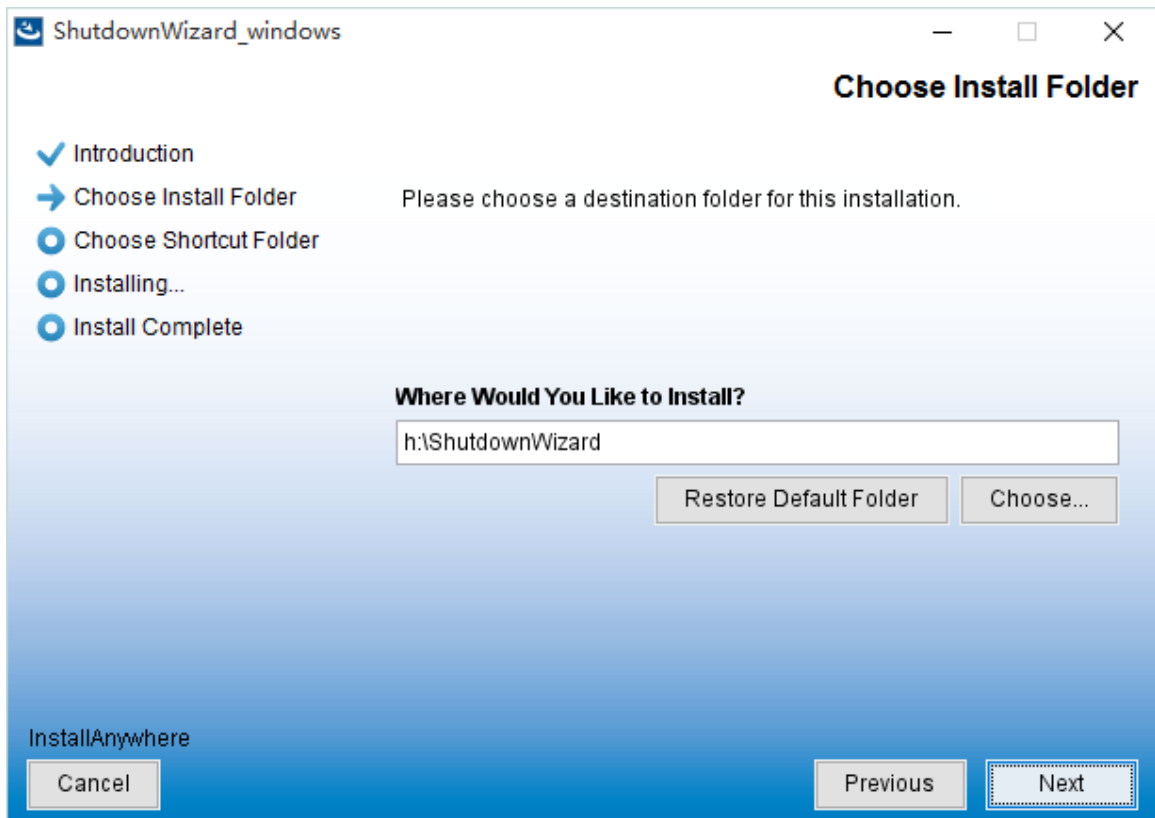 ShutdownWizard_windows
Choose Install Folder
Introduction
Choose Install Folder
Please choose a destination folder for this installation.
Choose Shortcut Folder
Installing...
Install Complete
Where Would You Like to Install?
h:\ShutdownWizard
Restore Default Folder
Choose...
InstallAnywhere
Cancel
Previous
Next